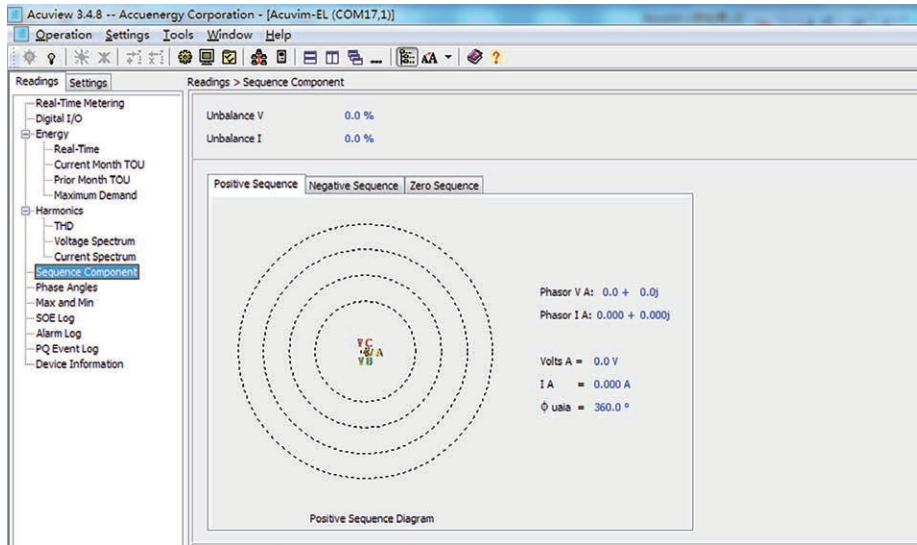 Acuview 3.4.8 -- Accuenergy Corporation - [Acuvim-EL (COM17,1)]
Operation Settings Tools Window Help
Readings Settings
Readings > Sequence Component
Real-Time Metering
Digital I/O
Energy
Real-Time
Current Month TOU
Prior Month TOU
Maximum Demand
Harmonics
THD
Voltage Spectrum
Current Spectrum
Sequence Component
Phase Angles
Max and Min
SOE Log
Alarm Log
PQ Event Log
Device Information
Unbalance V 0.0 %
Unbalance I 0.0 %
Positive Sequence Negative Sequence Zero Sequence
V C
V A
V B
Phasor V A: 0.0 + 0.0j
Phasor I A: 0.000 + 0.000j
Volts A = 0.0 V
I A = 0.000 A
Φ uaia = 360.0 °
Positive Sequence Diagram